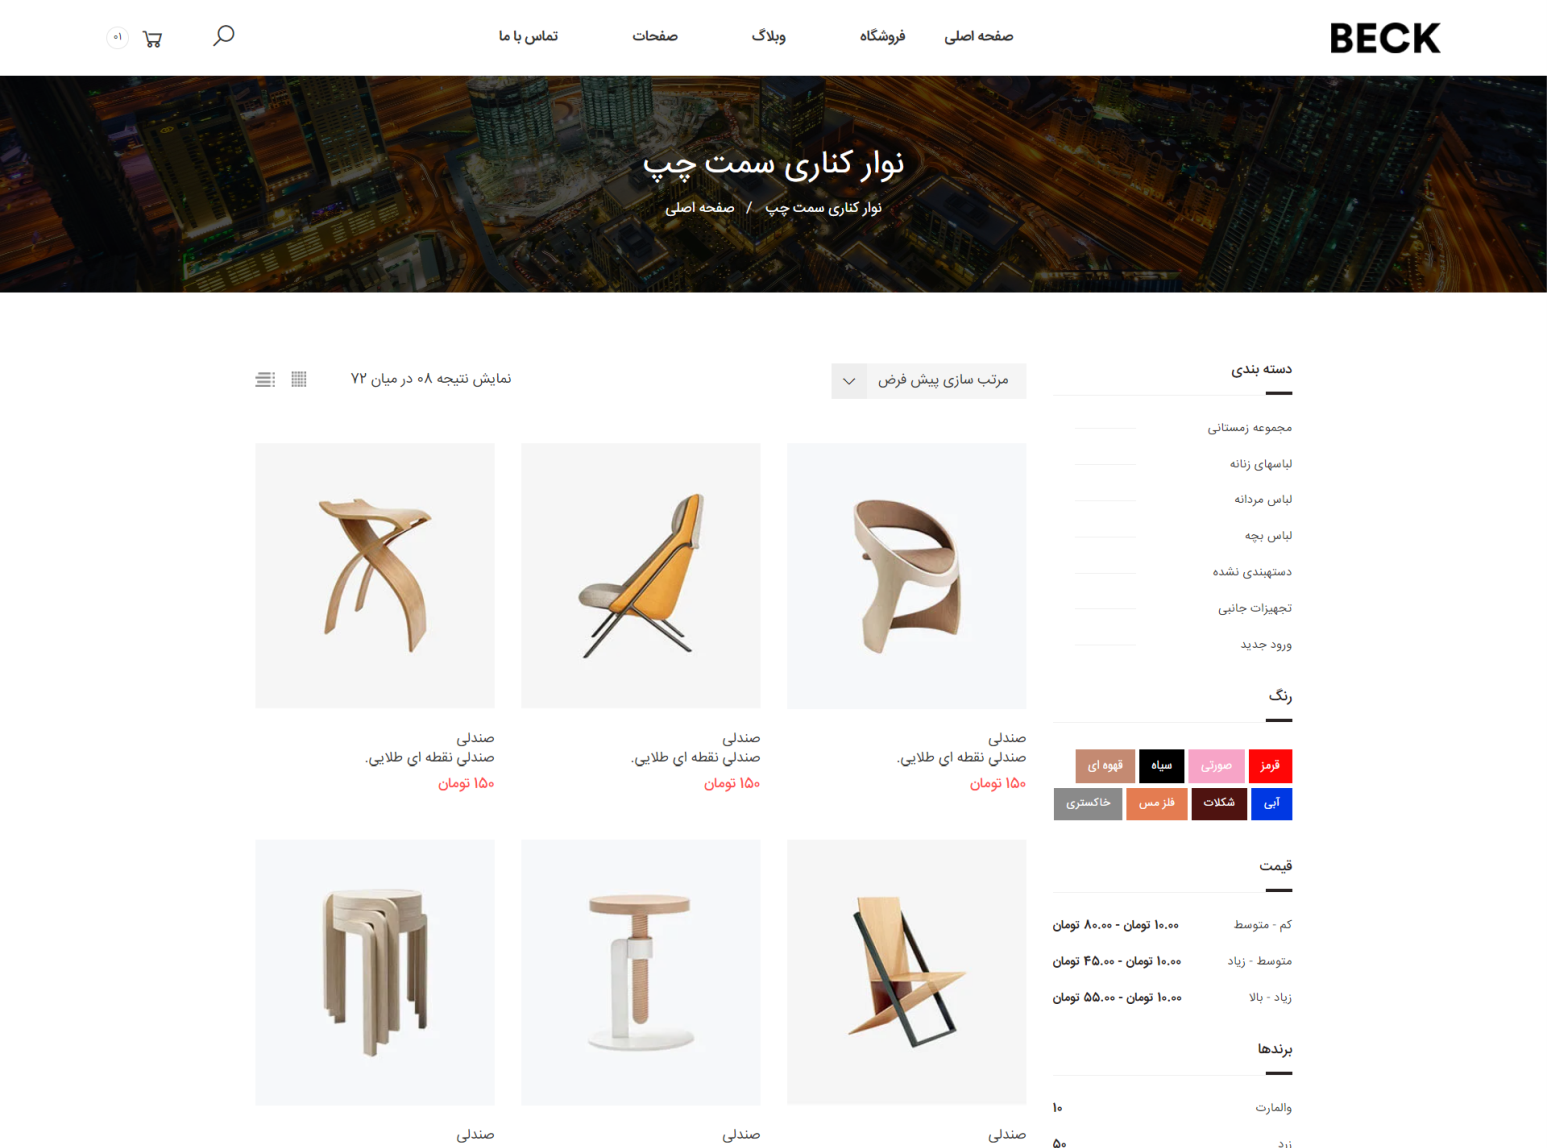 BECK
صفحه اصلی فروشگاه وبلاگ صفحات تماس با ما
۰۱
نوار کناری سمت چپ
نوار کناری سمت چپ / صفحه اصلی
دسته بندی
مجموعه زمستانی
لباسهای زنانه
لباس مردانه
لباس بچه
دستهبندی نشده
تجهیزات جانبی
ورود جدید
رنگ
قرمز صورتی سیاه قهوه ای
آبی شکلات فلز مس خاکستری
قیمت
کم - متوسط ۱۰.۰۰ تومان - ۸۰.۰۰ تومان
متوسط - زیاد ۱۰.۰۰ تومان - ۴۵.۰۰ تومان
زیاد - بالا ۱۰.۰۰ تومان - ۵۵.۰۰ تومان
برندها
والمارت ۱۰
زرد ۵۰
مرتب سازی پیش فرض
نمایش نتیجه ۰۸ در میان ۷۲
صندلی
صندلی نقطه ای طلایی.
۱۵۰ تومان
صندلی
صندلی نقطه ای طلایی.
۱۵۰ تومان
صندلی
صندلی نقطه ای طلایی.
۱۵۰ تومان
صندلی
صندلی
صندلی